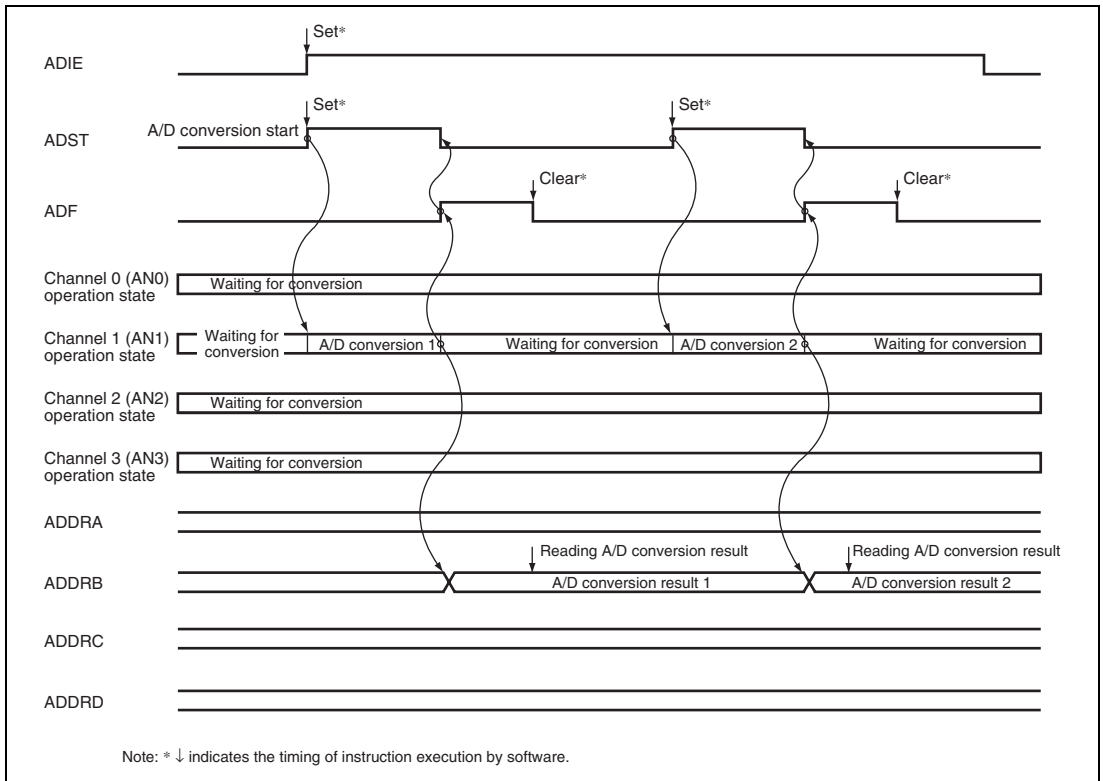 Set*
ADIE
Set*
Set*
A/D conversion start
ADST
Clear*
Clear*
ADF
Channel 0 (AN0)
operation state
Waiting for conversion
Channel 1 (AN1)
operation state
Waiting for
conversion
A/D conversion 1
Waiting for conversion
A/D conversion 2
Waiting for conversion
Channel 2 (AN2)
operation state
Waiting for conversion
Channel 3 (AN3)
operation state
Waiting for conversion
ADDRA
Reading A/D conversion result
Reading A/D conversion result
ADDRB
A/D conversion result 1
A/D conversion result 2
ADDRC
ADDRD
Note: * ↓ indicates the timing of instruction execution by software.